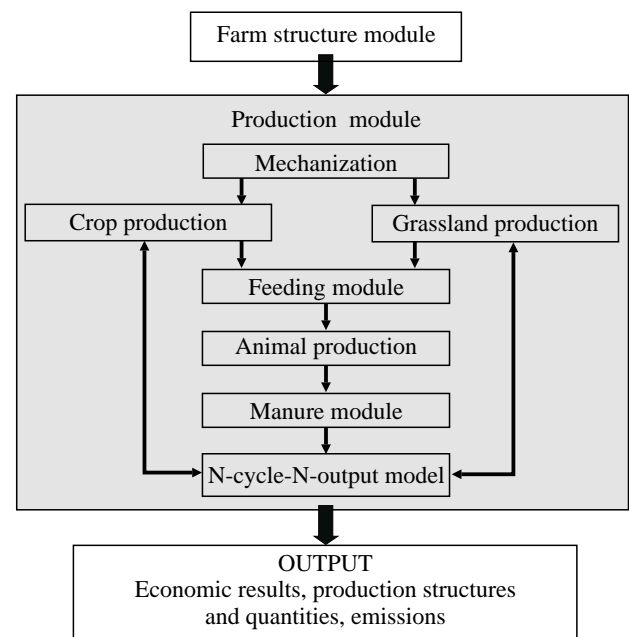 Farm structure module
Production module
Mechanization
Crop production
Grassland production
Feeding module
Animal production
Manure module
N-cycle-N-output model
OUTPUT
Economic results, production structures
and quantities, emissions